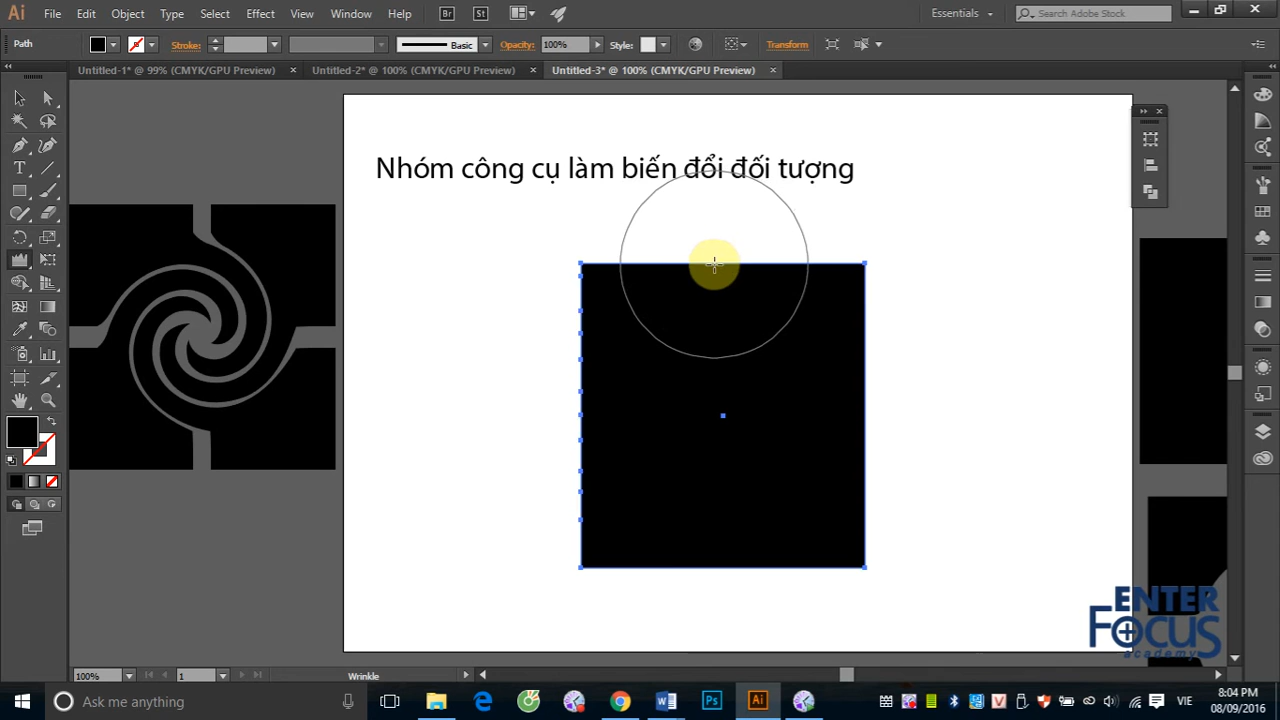 Ai File Edit Object Type Select Effect View Window Help Br St Essentials Search Adobe Stock
Path Stroke: Basic Opacity: 100% Style: Transform
Untitled-1* @ 99% (CMYK/GPU Preview) Untitled-2* @ 100% (CMYK/GPU Preview) Untitled-3* @ 100% (CMYK/GPU Preview)
Nhóm công cụ làm biến đổi đối tượng
ENTER
FOCUS
academy
100% 1 Wrinkle
Ask me anything Ps Ai VIE 8:04 PM
08/09/2016